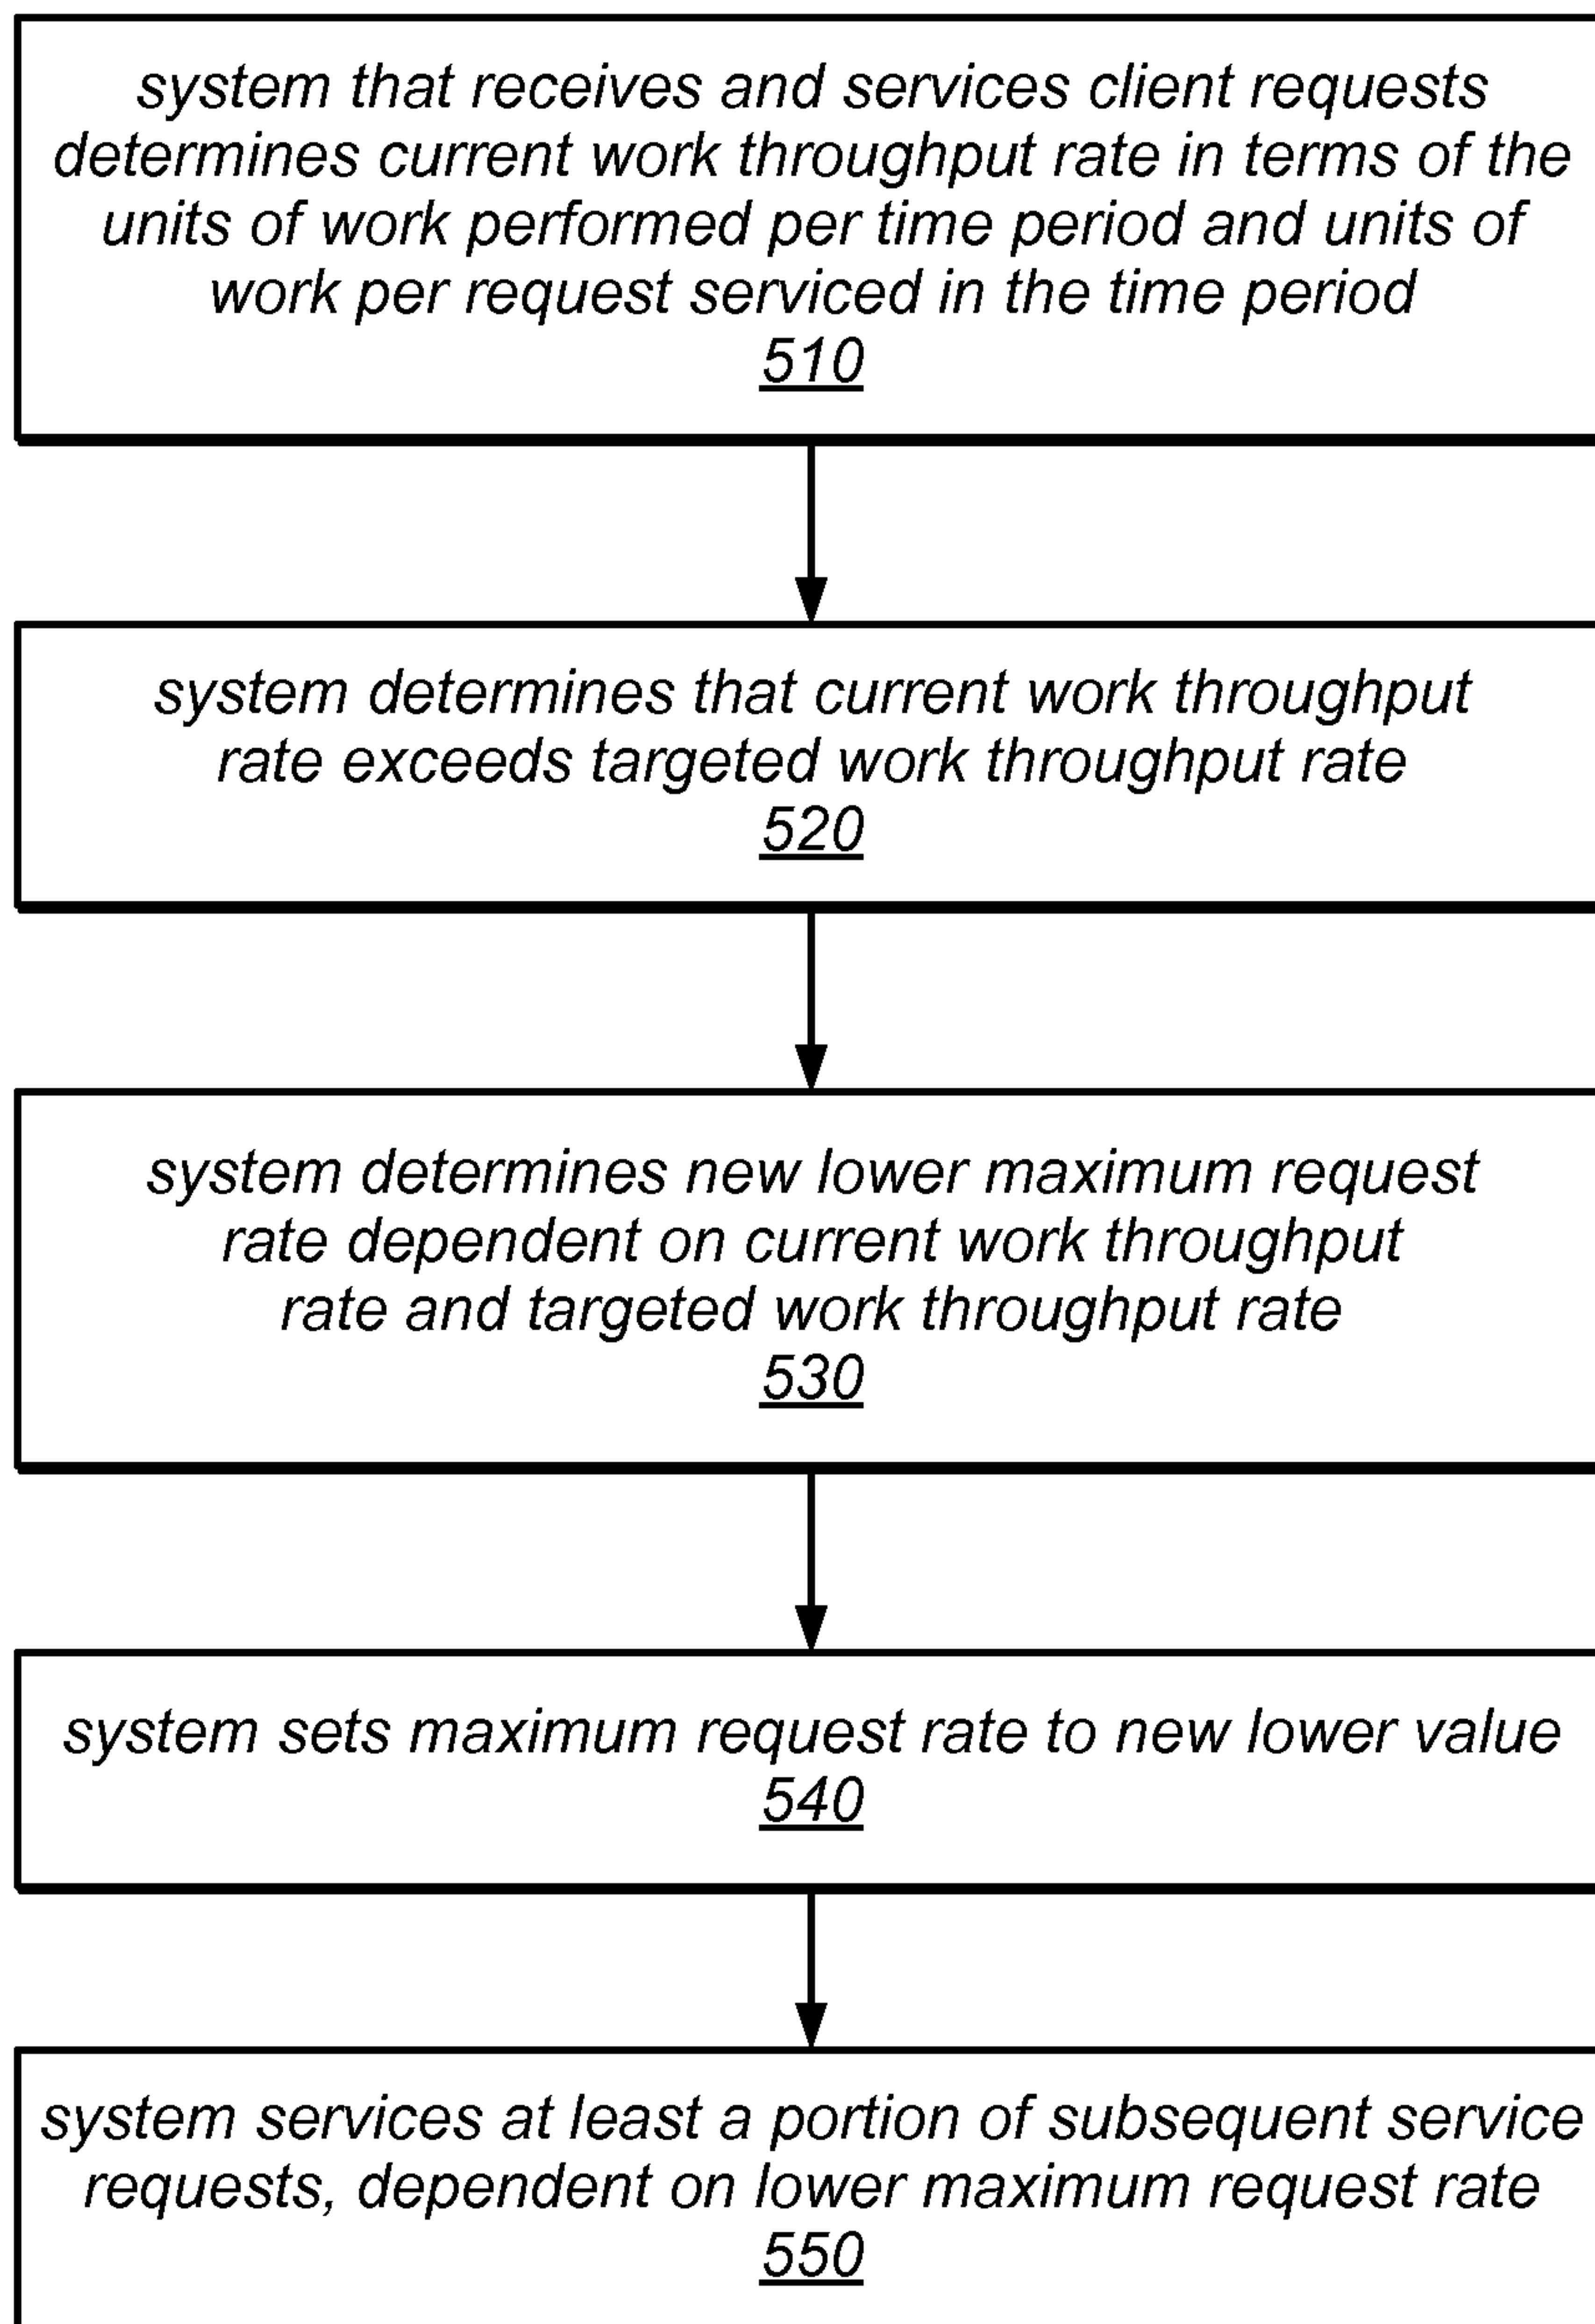 system that receives and services client requests
determines current work throughput rate in terms of the
units of work performed per time period and units of
work per request serviced in the time period
510
system determines that current work throughput
rate exceeds targeted work throughput rate
520
system determines new lower maximum request
rate dependent on current work throughput
rate and targeted work throughput rate
530
system sets maximum request rate to new lower value
540
system services at least a portion of subsequent service
requests, dependent on lower maximum request rate
550